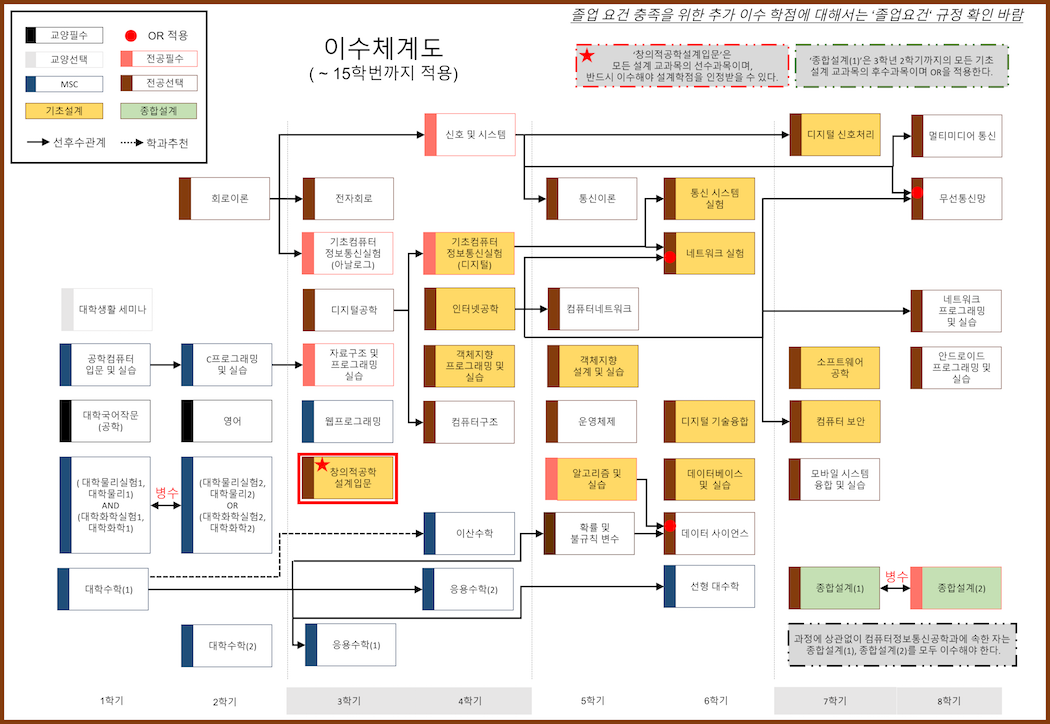 졸업 요건 충족을 위한 추가 이수 학점에 대해서는 '졸업요건' 규정 확인 바람
교양필수
OR 적용
교양선택
전공필수
MSC
전공선택
기초설계
종합설계
선후수관계
학과추천
이수체계도
( ~ 15학번까지 적용)
'창의적공학설계입문'은
모든 설계 교과목의 선수과목이며,
반드시 이수해야 설계학점을 인정받을 수 있다.
'종합설계(1)'은 3학년 2학기까지의 모든 기초
설계 교과목의 후수과목이며 OR을 적용한다.
신호 및 시스템
디지털 신호처리
멀티미디어 통신
회로이론
전자회로
통신이론
통신 시스템
실험
무선통신망
기초컴퓨터
정보통신실험
(아날로그)
기초컴퓨터
정보통신실험
(디지털)
네트워크 실험
대학생활 세미나
디지털공학
인터넷공학
컴퓨터네트워크
네트워크
프로그래밍
및 실습
공학컴퓨터
입문 및 실습
C프로그래밍
및 실습
자료구조 및
프로그래밍
실습
객체지향
프로그래밍 및
실습
객체지향
설계 및 실습
소프트웨어
공학
안드로이드
프로그래밍 및
실습
대학국어작문
(공학)
영어
웹프로그래밍
컴퓨터구조
운영체제
디지털 기술융합
컴퓨터 보안
(대학물리실험1,
대학물리1)
AND
(대학화학실험1,
대학화학1)
병수
(대학물리실험2,
대학물리2)
OR
(대학화학실험2,
대학화학2)
창의적공학
설계입문
알고리즘 및
실습
데이터베이스
및 실습
모바일 시스템
융합 및 실습
이산수학
확률 및
불규칙 변수
데이터 사이언스
대학수학(1)
응용수학(2)
선형 대수학
종합설계(1)
병수
종합설계(2)
대학수학(2)
응용수학(1)
과정에 상관없이 컴퓨터정보통신공학과에 속한 자는
종합설계(1), 종합설계(2)를 모두 이수해야 한다.
1학기
2학기
3학기
4학기
5학기
6학기
7학기
8학기